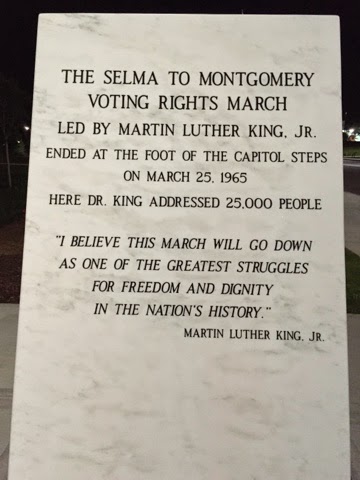 THE SELMA TO MONTGOMERY
VOTING RIGHTS MARCH
LED BY MARTIN LUTHER KING, JR.
ENDED AT THE FOOT OF THE CAPITOL STEPS
ON MARCH 25, 1965
HERE DR. KING ADDRESSED 25,000 PEOPLE
"I BELIEVE THIS MARCH WILL GO DOWN
AS ONE OF THE GREATEST STRUGGLES
FOR FREEDOM AND DIGNITY
IN THE NATION'S HISTORY."
MARTIN LUTHER KING, JR.